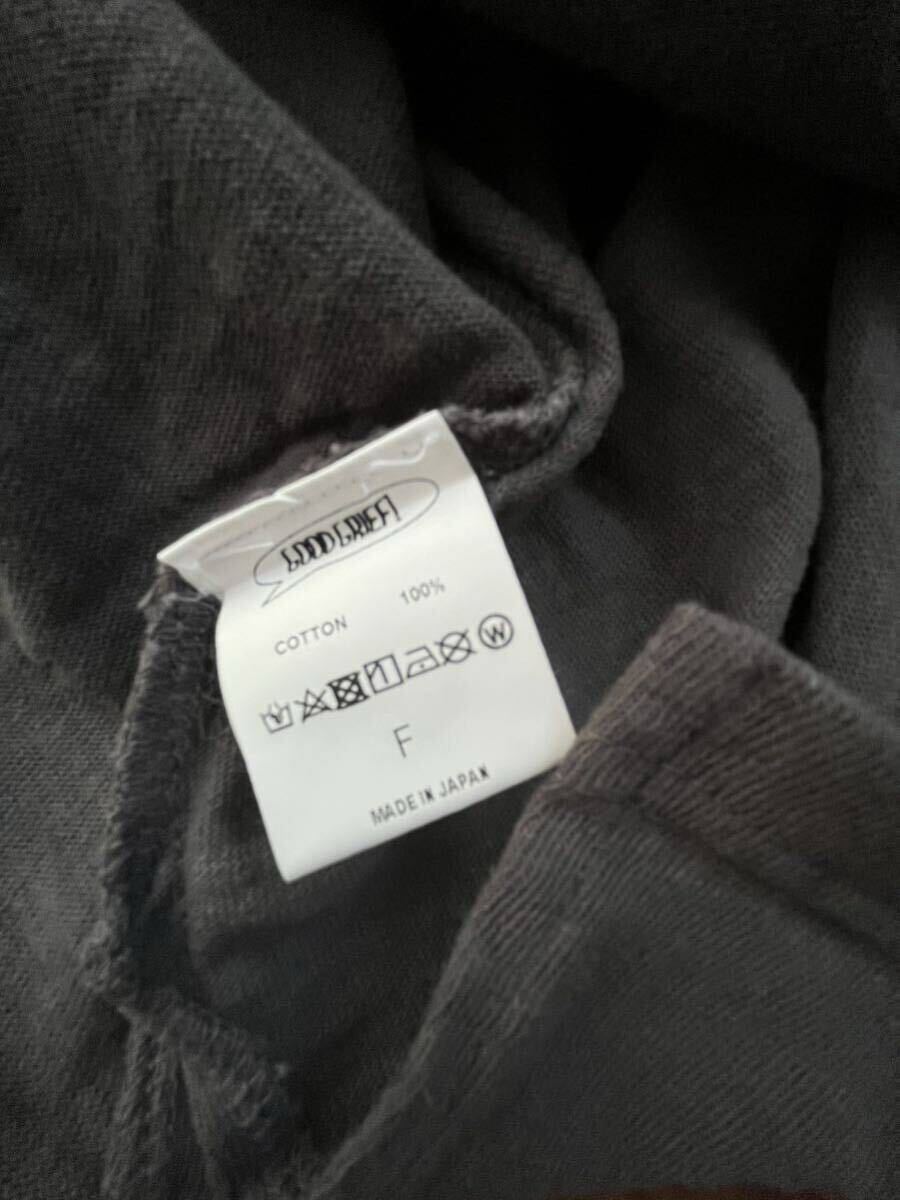 GOOD GRIEF!
COTTON 100%
W
F
MADE IN JAPAN